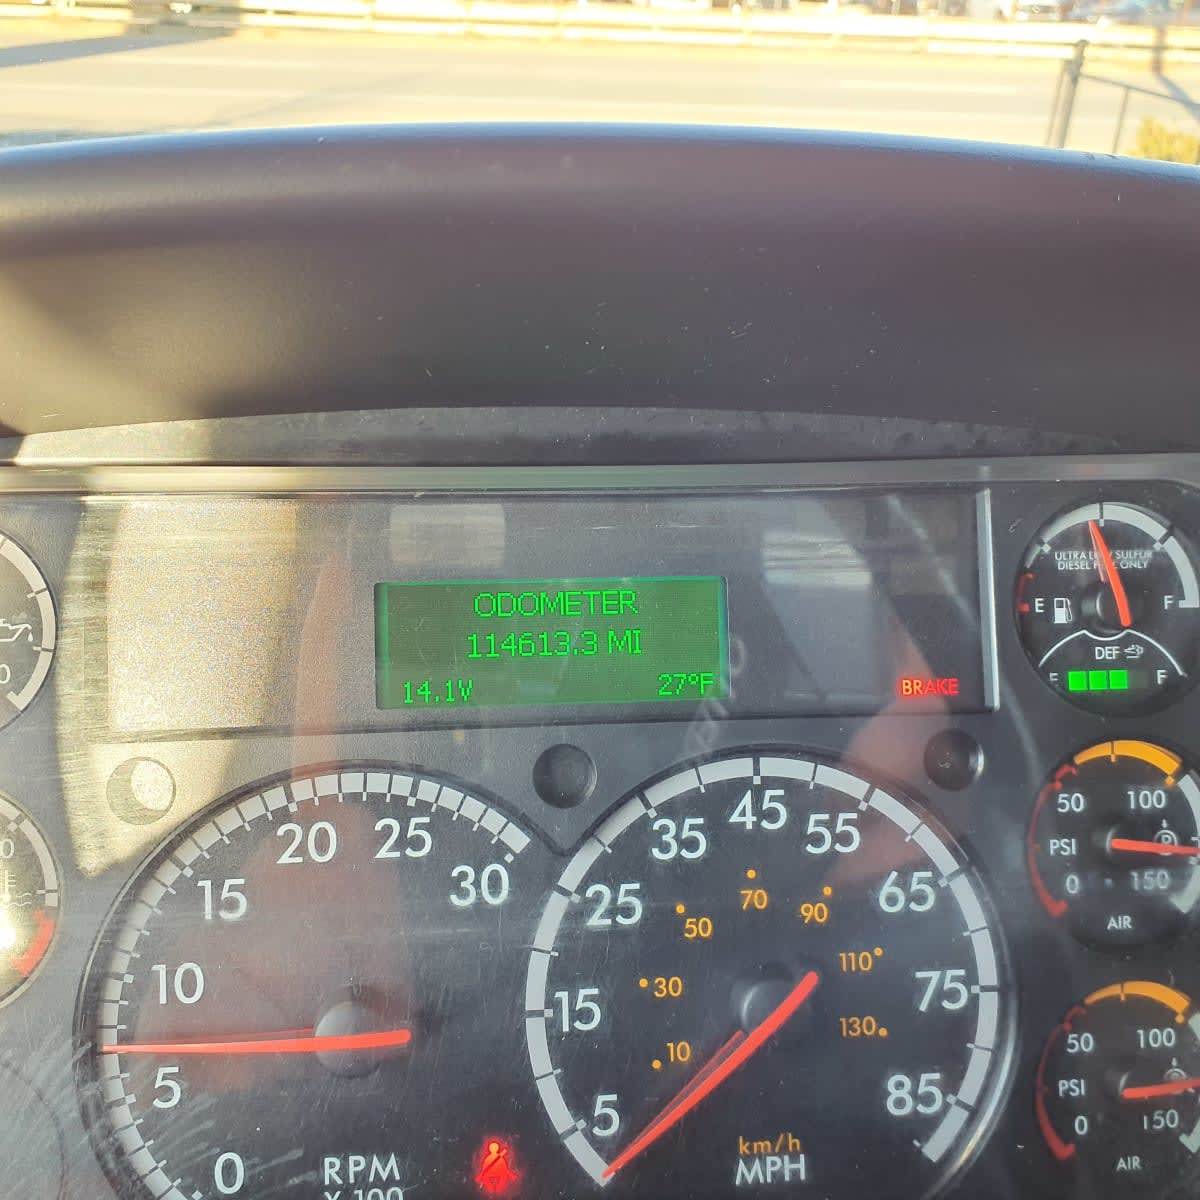 ODOMETER
114613.3 MI
14.1V 27°F
BRAKE
ULTRA LOW SULFUR
DIESEL FUEL ONLY
E F
DEF
E F
50 100
PSI
0 150
AIR
50 100
PSI
0 150
AIR
0 5 10 15 20 25 30
RPM
X 100
5 15 25 35 45 55 65 75 85
10 30 50 70 90 110 130
km/h
MPH